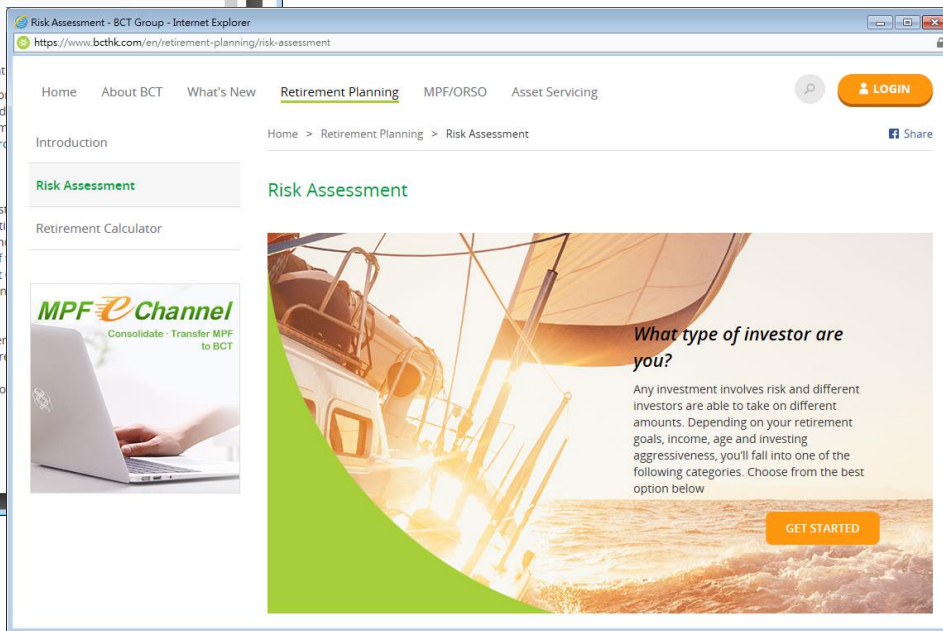 Risk Assessment - BCT Group - Internet Explorer
https://www.bcthk.com/en/retirement-planning/risk-assessment
Home About BCT What's New Retirement Planning MPF/ORSO Asset Servicing LOGIN
Home > Retirement Planning > Risk Assessment Share
Introduction
Risk Assessment
Retirement Calculator
MPF e Channel
Consolidate · Transfer MPF
to BCT
Risk Assessment
What type of investor are
you?
Any investment involves risk and different
investors are able to take on different
amounts. Depending on your retirement
goals, income, age and investing
aggressiveness, you'll fall into one of the
following categories. Choose from the best
option below
GET STARTED